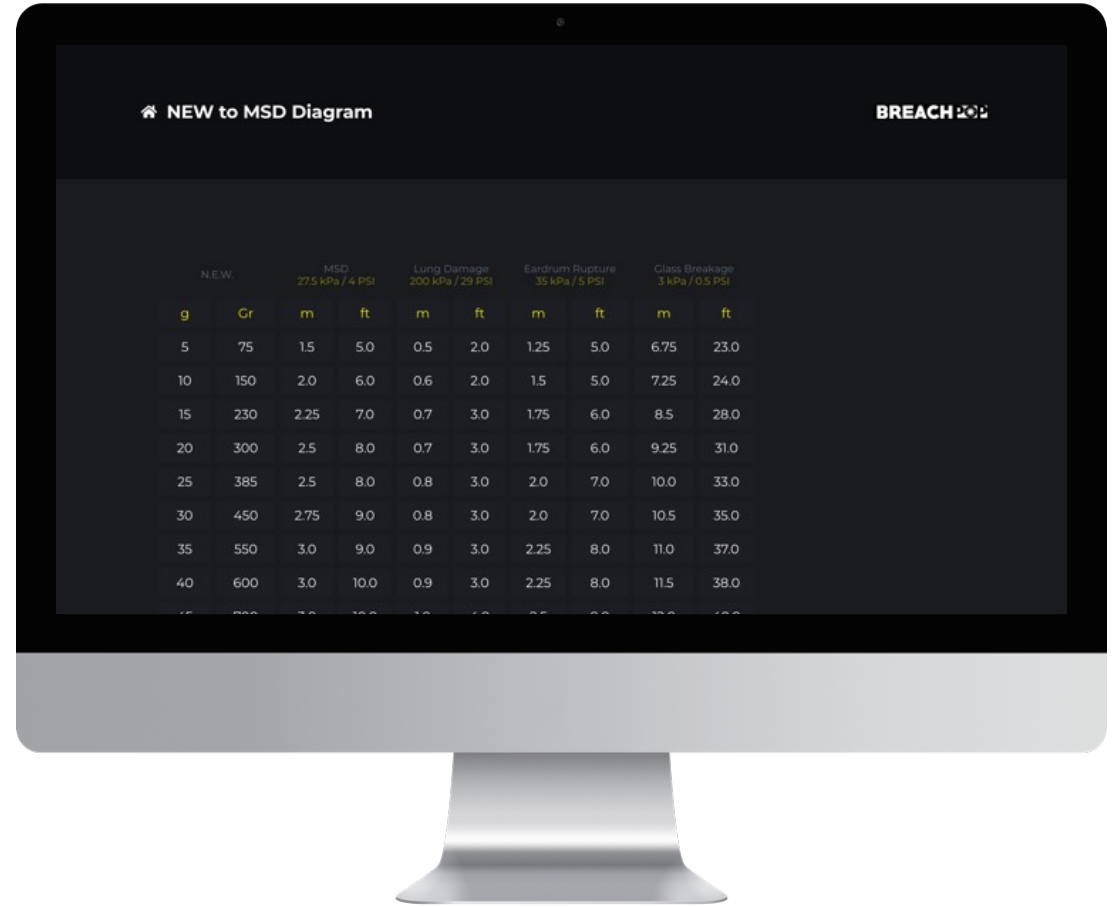 NEW to MSD Diagram
BREACH POP
N.E.W. MSD Lung Damage Eardrum Rupture Glass Breakage
27.5 kPa / 4 PSI 200 kPa / 29 PSI 35 kPa / 5 PSI 3 kPa / 0.5 PSI
g Gr m ft m ft m ft m ft
5 75 1.5 5.0 0.5 2.0 1.25 5.0 6.75 23.0
10 150 2.0 6.0 0.6 2.0 1.5 5.0 7.25 24.0
15 230 2.25 7.0 0.7 3.0 1.75 6.0 8.5 28.0
20 300 2.5 8.0 0.7 3.0 1.75 6.0 9.25 31.0
25 385 2.5 8.0 0.8 3.0 2.0 7.0 10.0 33.0
30 450 2.75 9.0 0.8 3.0 2.0 7.0 10.5 35.0
35 550 3.0 9.0 0.9 3.0 2.25 8.0 11.0 37.0
40 600 3.0 10.0 0.9 3.0 2.25 8.0 11.5 38.0